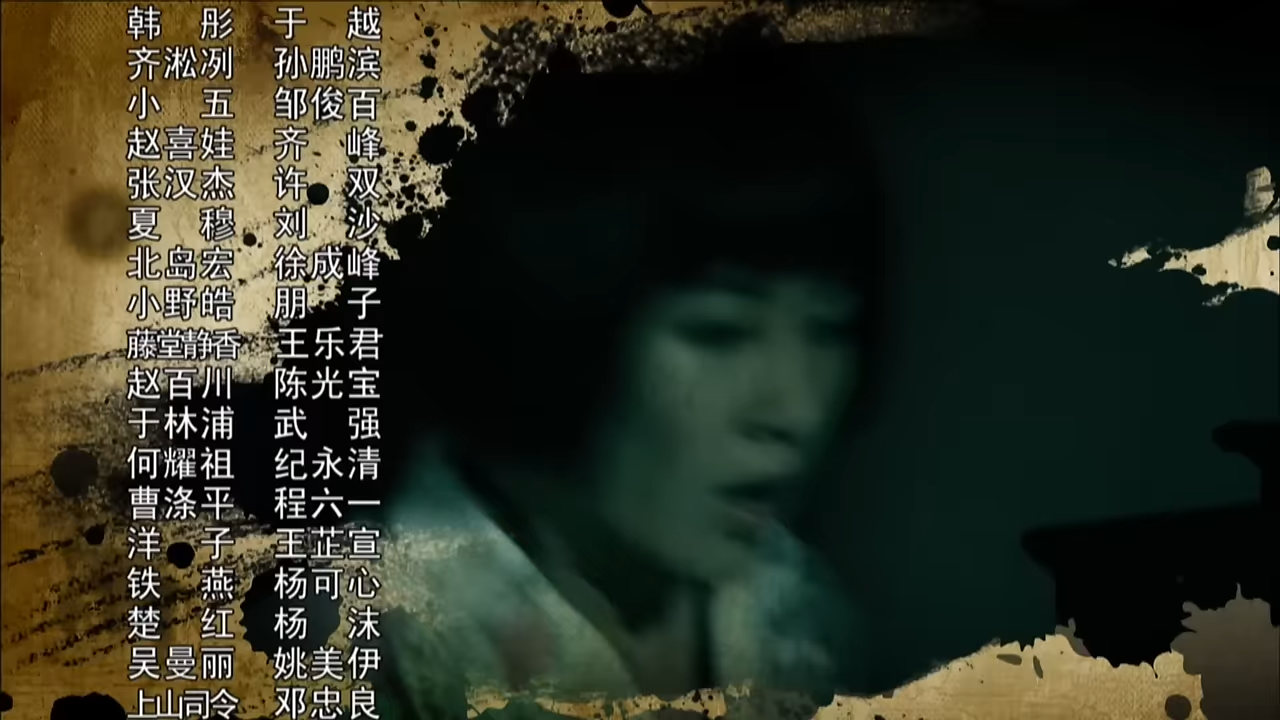 韩彤 于越
齐淞冽 孙鹏滨
小五 邹俊百
赵喜娃 齐峰
张汉杰 许双
夏穆 刘沙
北岛宏 徐成峰
小野皓 朋子
藤堂静香 王乐君
赵百川 陈光宝
于林浦 武强
何耀祖 纪永清
曹涤平 程六一
洋子 王芷宣
铁燕 杨可心
楚红 杨沫
吴曼丽 姚美伊
上山司令 邓忠良